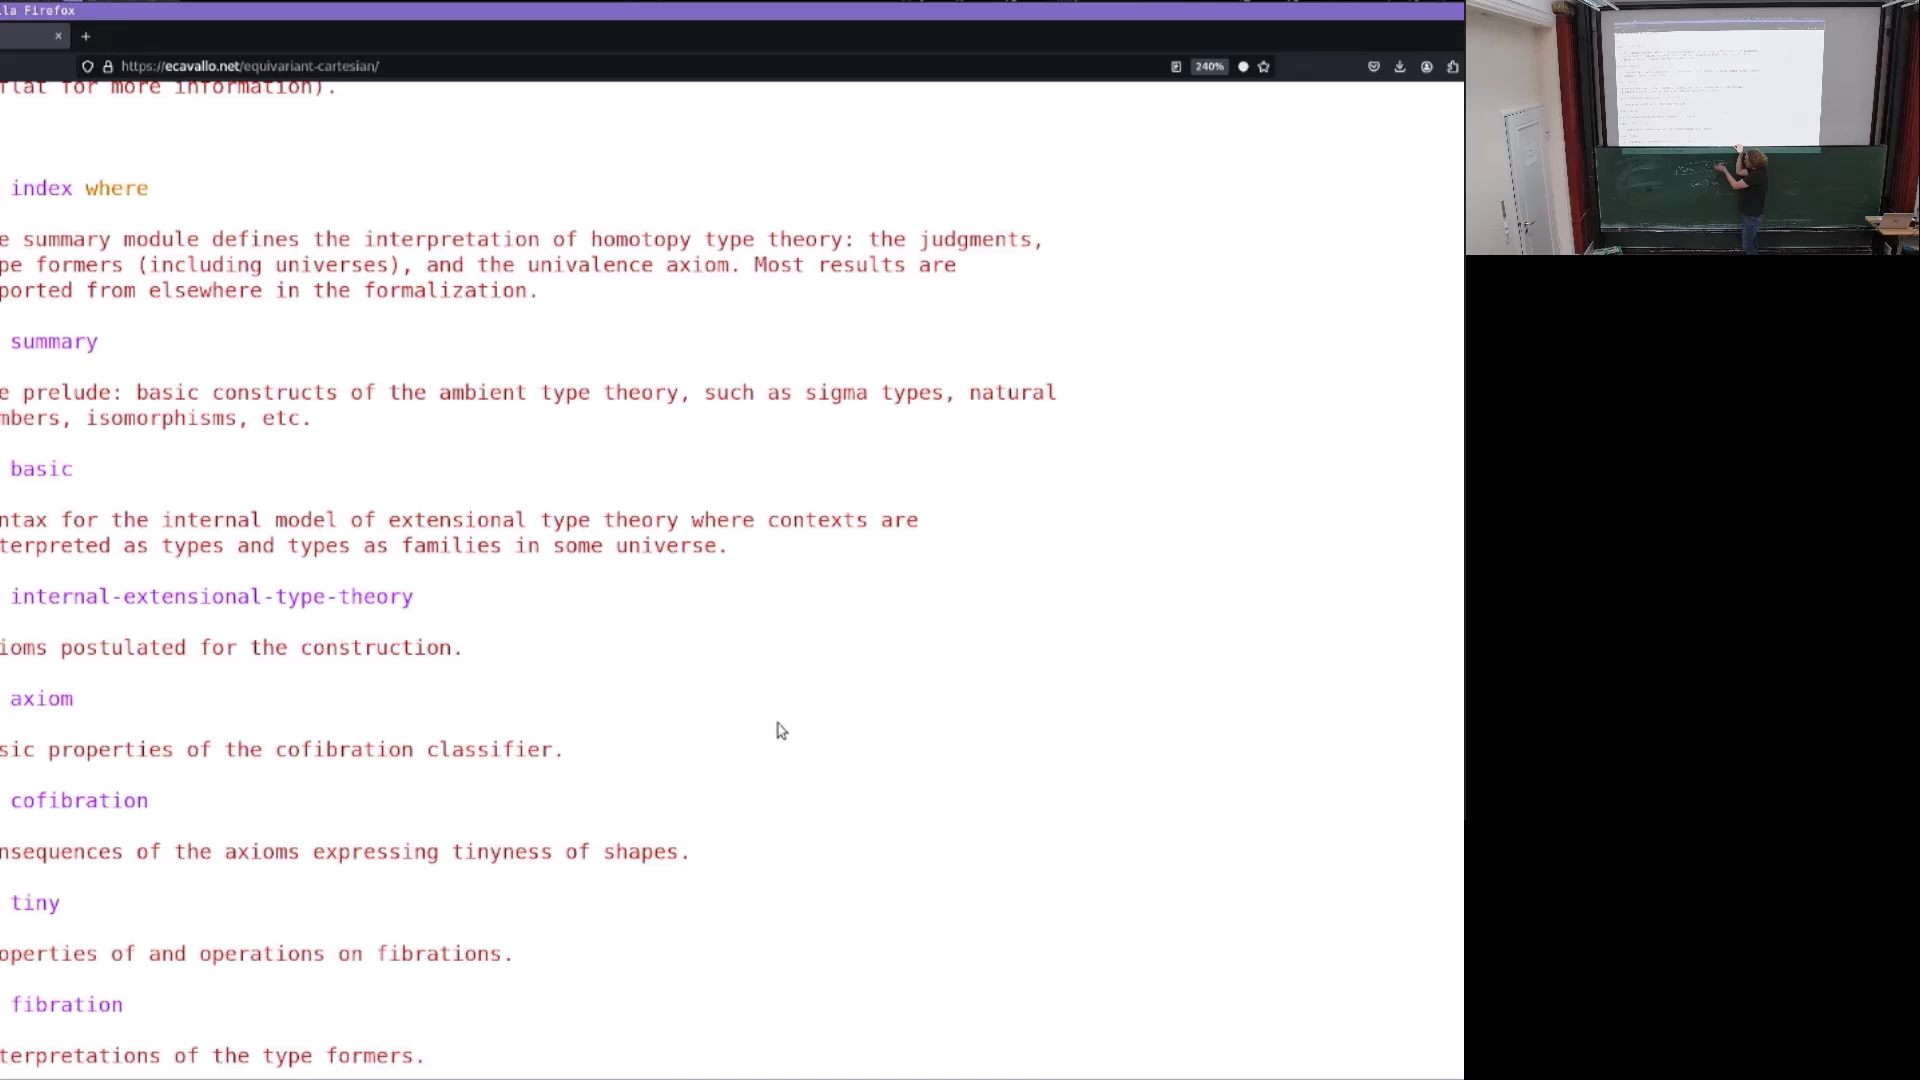 lla Firefox
https://ecavallo.net/equivariant-cartesian/
240%
flat for more information).
index where
e summary module defines the interpretation of homotopy type theory: the judgments,
pe formers (including universes), and the univalence axiom. Most results are
ported from elsewhere in the formalization.
summary
e prelude: basic constructs of the ambient type theory, such as sigma types, natural
mbers, isomorphisms, etc.
basic
ntax for the internal model of extensional type theory where contexts are
terpreted as types and types as families in some universe.
internal-extensional-type-theory
ioms postulated for the construction.
axiom
sic properties of the cofibration classifier.
cofibration
nsequences of the axioms expressing tinyness of shapes.
tiny
operties of and operations on fibrations.
fibration
terpretations of the type formers.